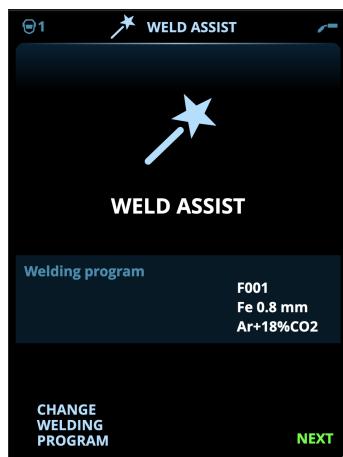 1
WELD ASSIST
WELD ASSIST
Welding program
F001
Fe 0.8 mm
Ar+18%CO2
CHANGE
WELDING
PROGRAM
NEXT